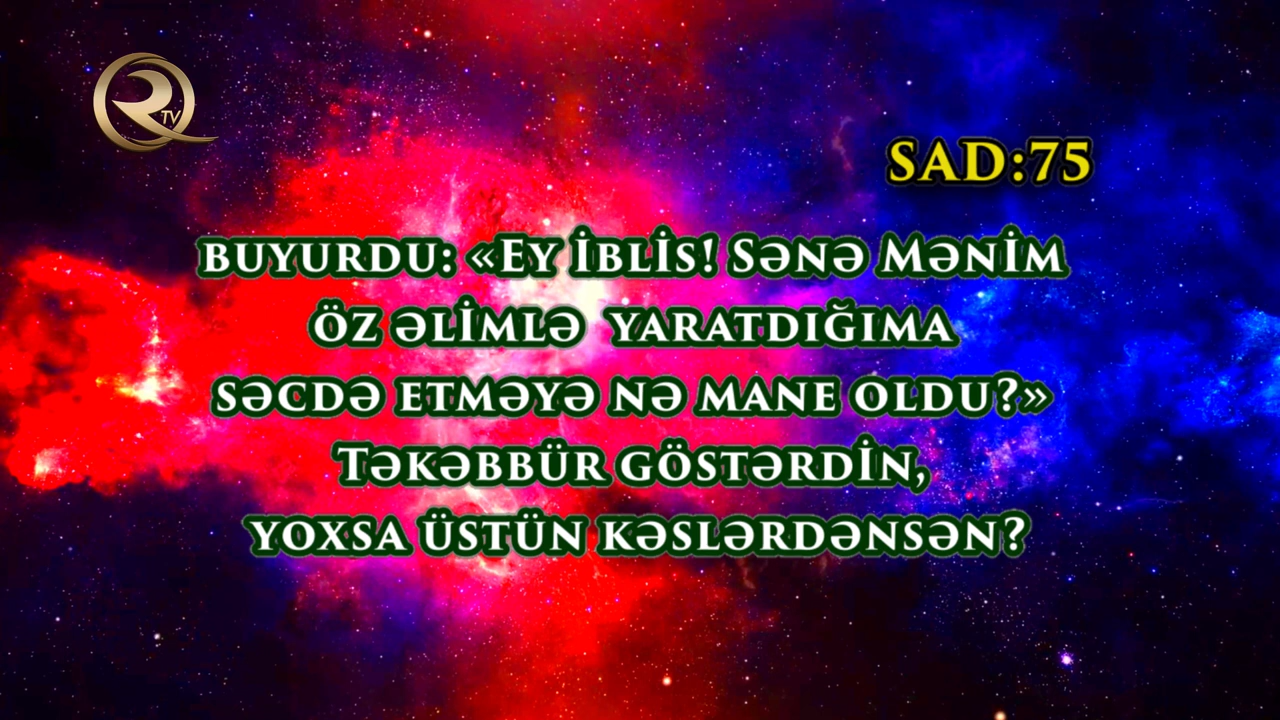 R TV
SAD:75
BUYURDU: «EY İBLİS! SƏNƏ MƏNİM
ÖZ ƏLİMLƏ YARATDIĞIMA
SƏCDƏ ETMƏYƏ NƏ MANE OLDU?»
TƏKƏBBÜR GÖSTƏRDİN,
YOXSA ÜSTÜN KƏSLƏRDƏNSƏN?